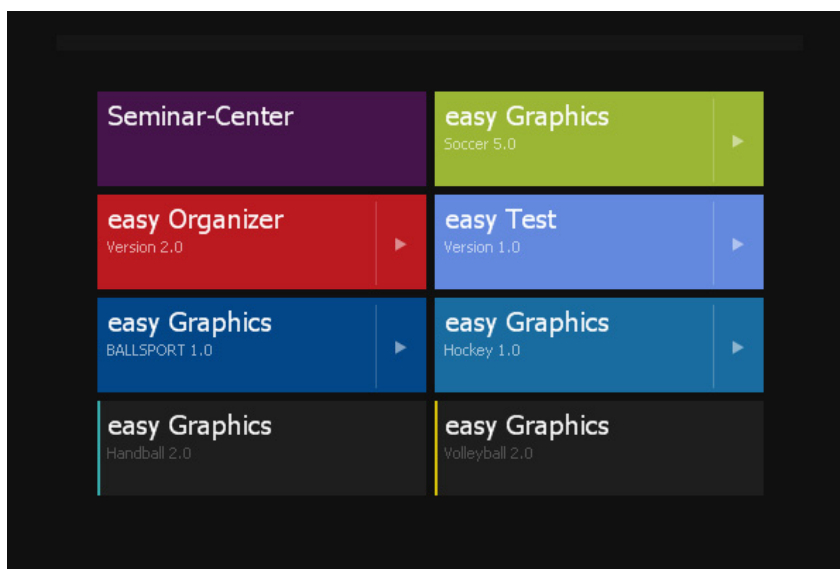 Seminar-Center
easy Graphics
Soccer 5.0
easy Organizer
Version 2.0
easy Test
Version 1.0
easy Graphics
BALLSPORT 1.0
easy Graphics
Hockey 1.0
easy Graphics
Handball 2.0
easy Graphics
Volleyball 2.0